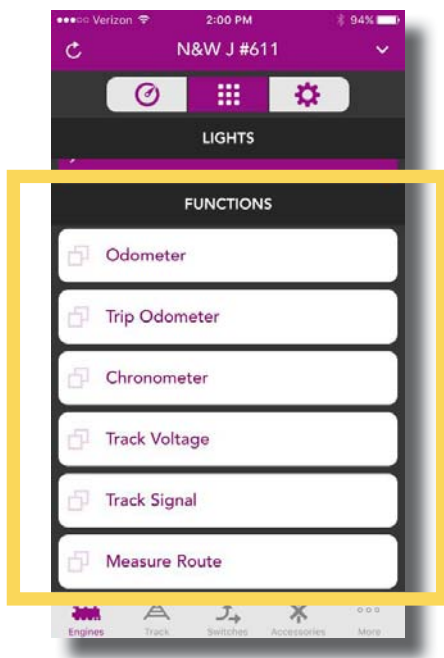 Verizon 2:00 PM 94%
N&W J #611
LIGHTS
FUNCTIONS
Odometer
Trip Odometer
Chronometer
Track Voltage
Track Signal
Measure Route
Engines Track Switches Accessories More